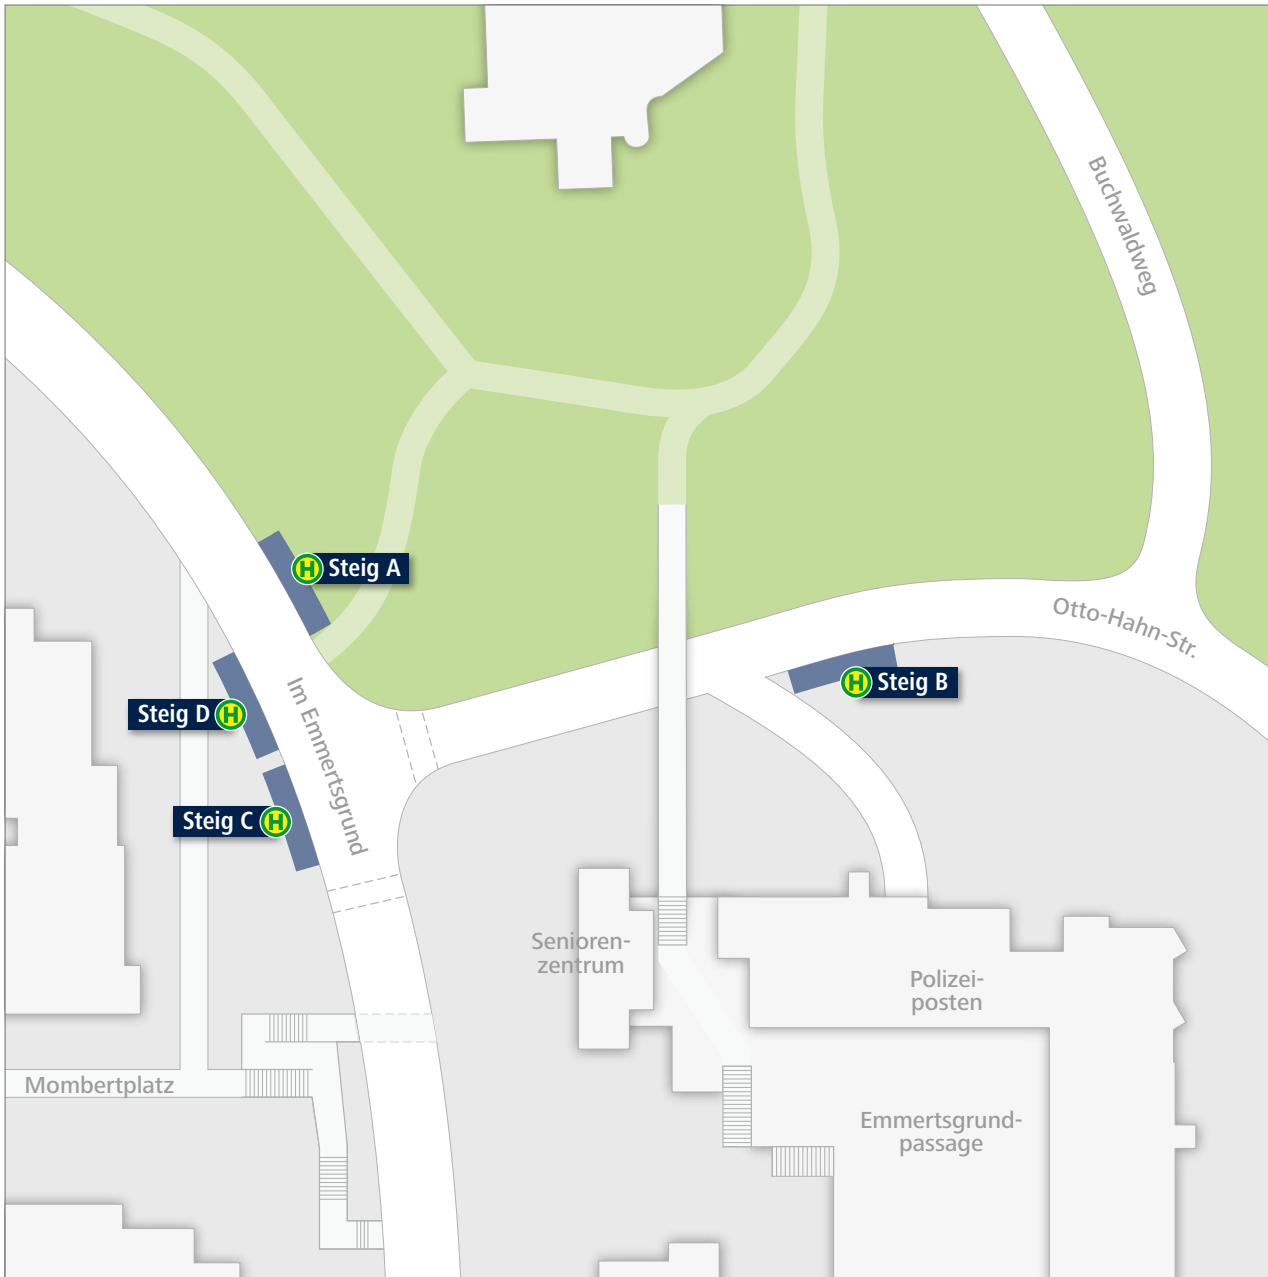 Buchwaldweg
H Steig A
Otto-Hahn-Str.
H Steig B
Im Emmertsgrund
Steig D H
Steig C H
Senioren-
zentrum
Polizei-
posten
Mombertplatz
Emmertsgrund-
passage